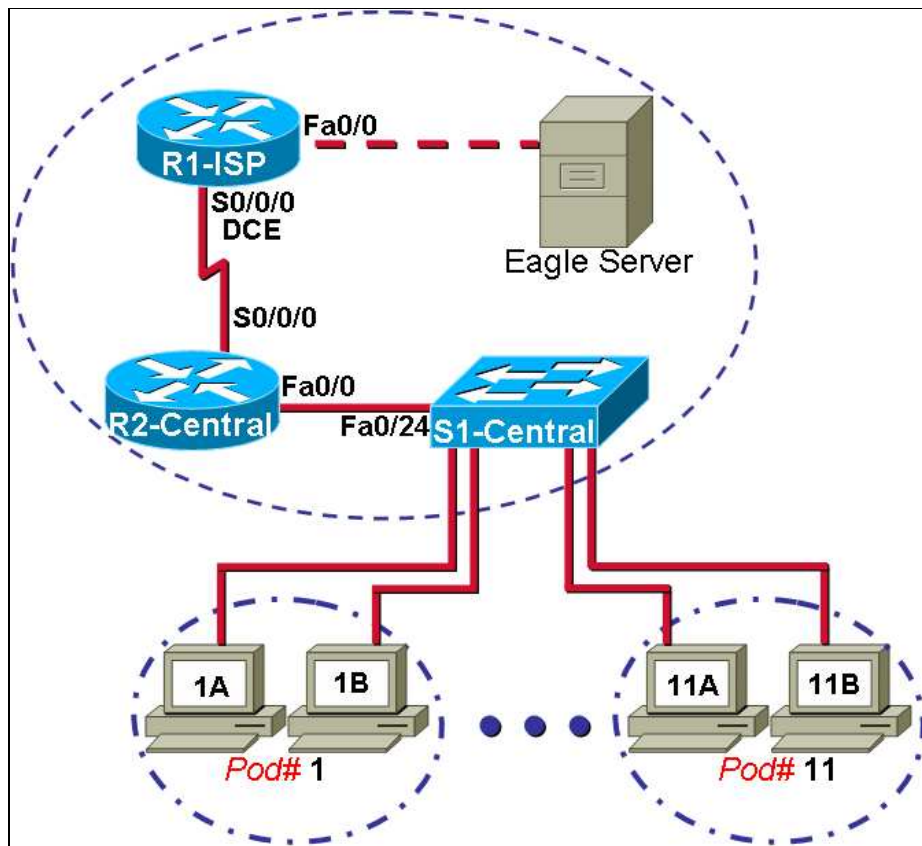 Fa0/0
R1-ISP
S0/0/0
DCE
Eagle Server
S0/0/0
Fa0/0
R2-Central
Fa0/24
S1-Central
1A
1B
11A
11B
Pod# 1
Pod# 11